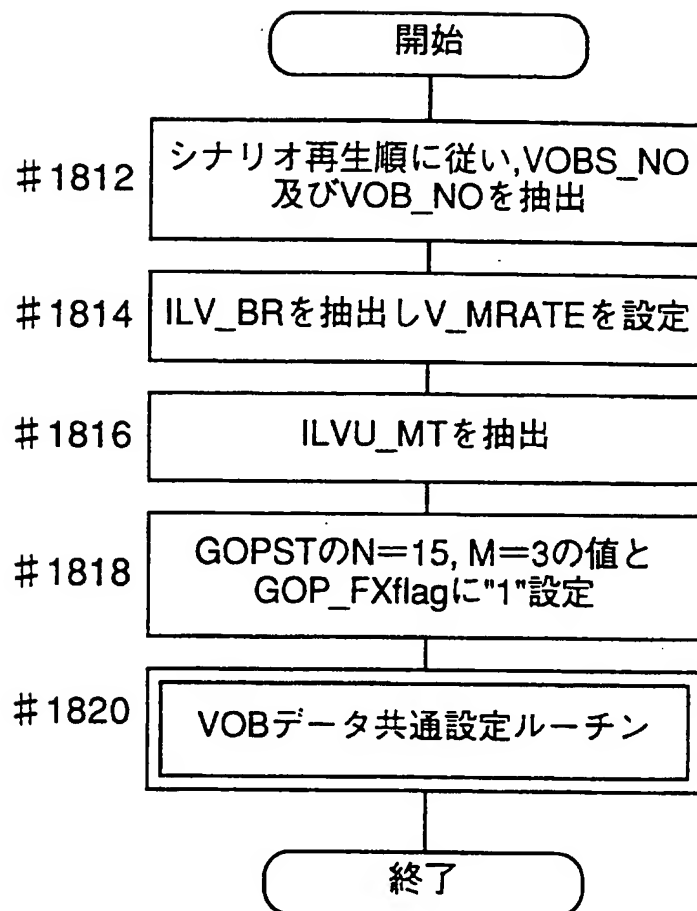 開始
#1812
シナリオ再生順に従い,VOBS_NO
及びVOB_NOを抽出
#1814
ILV_BRを抽出しV_MRATEを設定
#1816
ILVU_MTを抽出
#1818
GOPSTのN=15, M=3の値と
GOP_FXflagに"1"設定
#1820
VOBデータ共通設定ルーチン
終了